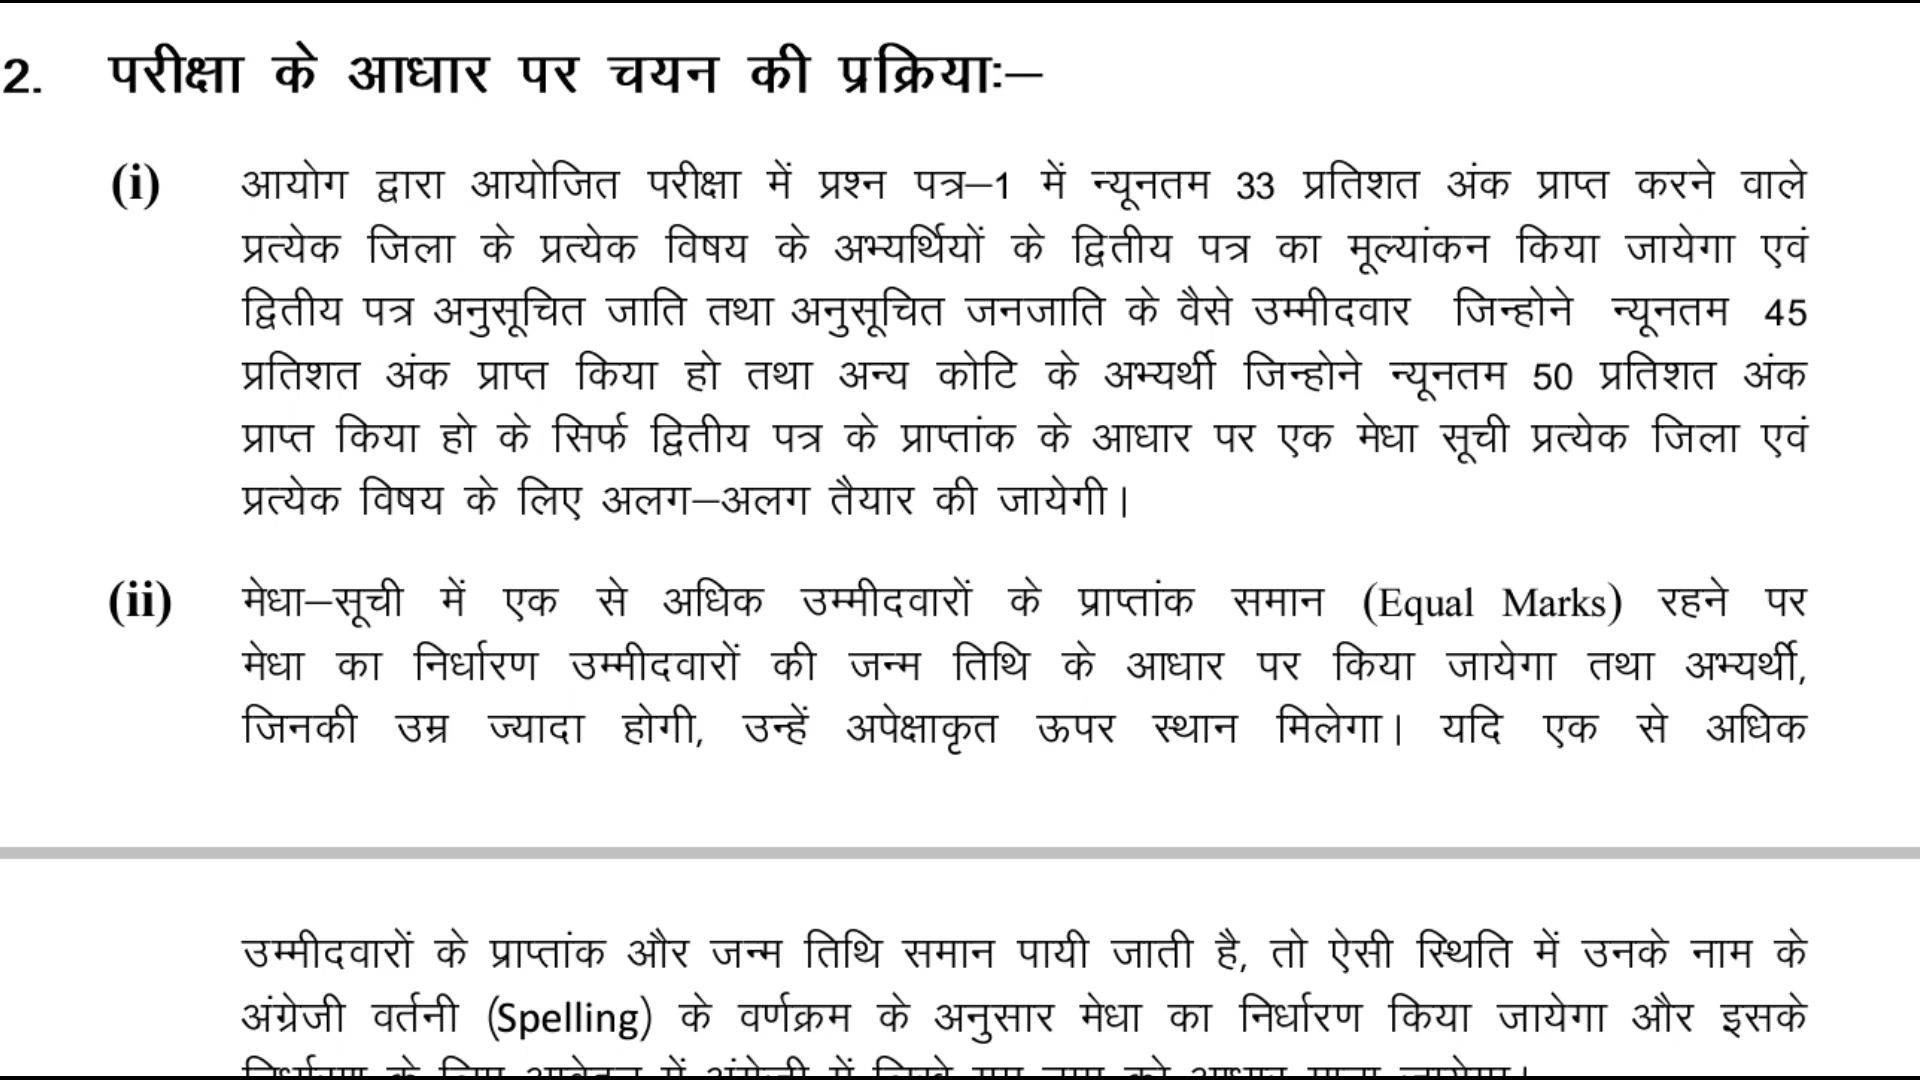 2. परीक्षा के आधार पर चयन की प्रक्रियाः—
(i) आयोग द्वारा आयोजित परीक्षा में प्रश्न पत्र—1 में न्यूनतम 33 प्रतिशत अंक प्राप्त करने वाले
प्रत्येक जिला के प्रत्येक विषय के अभ्यर्थियों के द्वितीय पत्र का मूल्यांकन किया जायेगा एवं
द्वितीय पत्र अनुसूचित जाति तथा अनुसूचित जनजाति के वैसे उम्मीदवार जिन्होने न्यूनतम 45
प्रतिशत अंक प्राप्त किया हो तथा अन्य कोटि के अभ्यर्थी जिन्होने न्यूनतम 50 प्रतिशत अंक
प्राप्त किया हो के सिर्फ द्वितीय पत्र के प्राप्तांक के आधार पर एक मेधा सूची प्रत्येक जिला एवं
प्रत्येक विषय के लिए अलग—अलग तैयार की जायेगी।
(ii) मेधा—सूची में एक से अधिक उम्मीदवारों के प्राप्तांक समान (Equal Marks) रहने पर
मेधा का निर्धारण उम्मीदवारों की जन्म तिथि के आधार पर किया जायेगा तथा अभ्यर्थी,
जिनकी उम्र ज्यादा होगी, उन्हें अपेक्षाकृत ऊपर स्थान मिलेगा। यदि एक से अधिक
उम्मीदवारों के प्राप्तांक और जन्म तिथि समान पायी जाती है, तो ऐसी स्थिति में उनके नाम के
अंग्रेजी वर्तनी (Spelling) के वर्णक्रम के अनुसार मेधा का निर्धारण किया जायेगा और इसके
निर्धारण के लिए आवेदन में अंग्रेजी में लिखे गए नाम को आधार माना जायेगा।